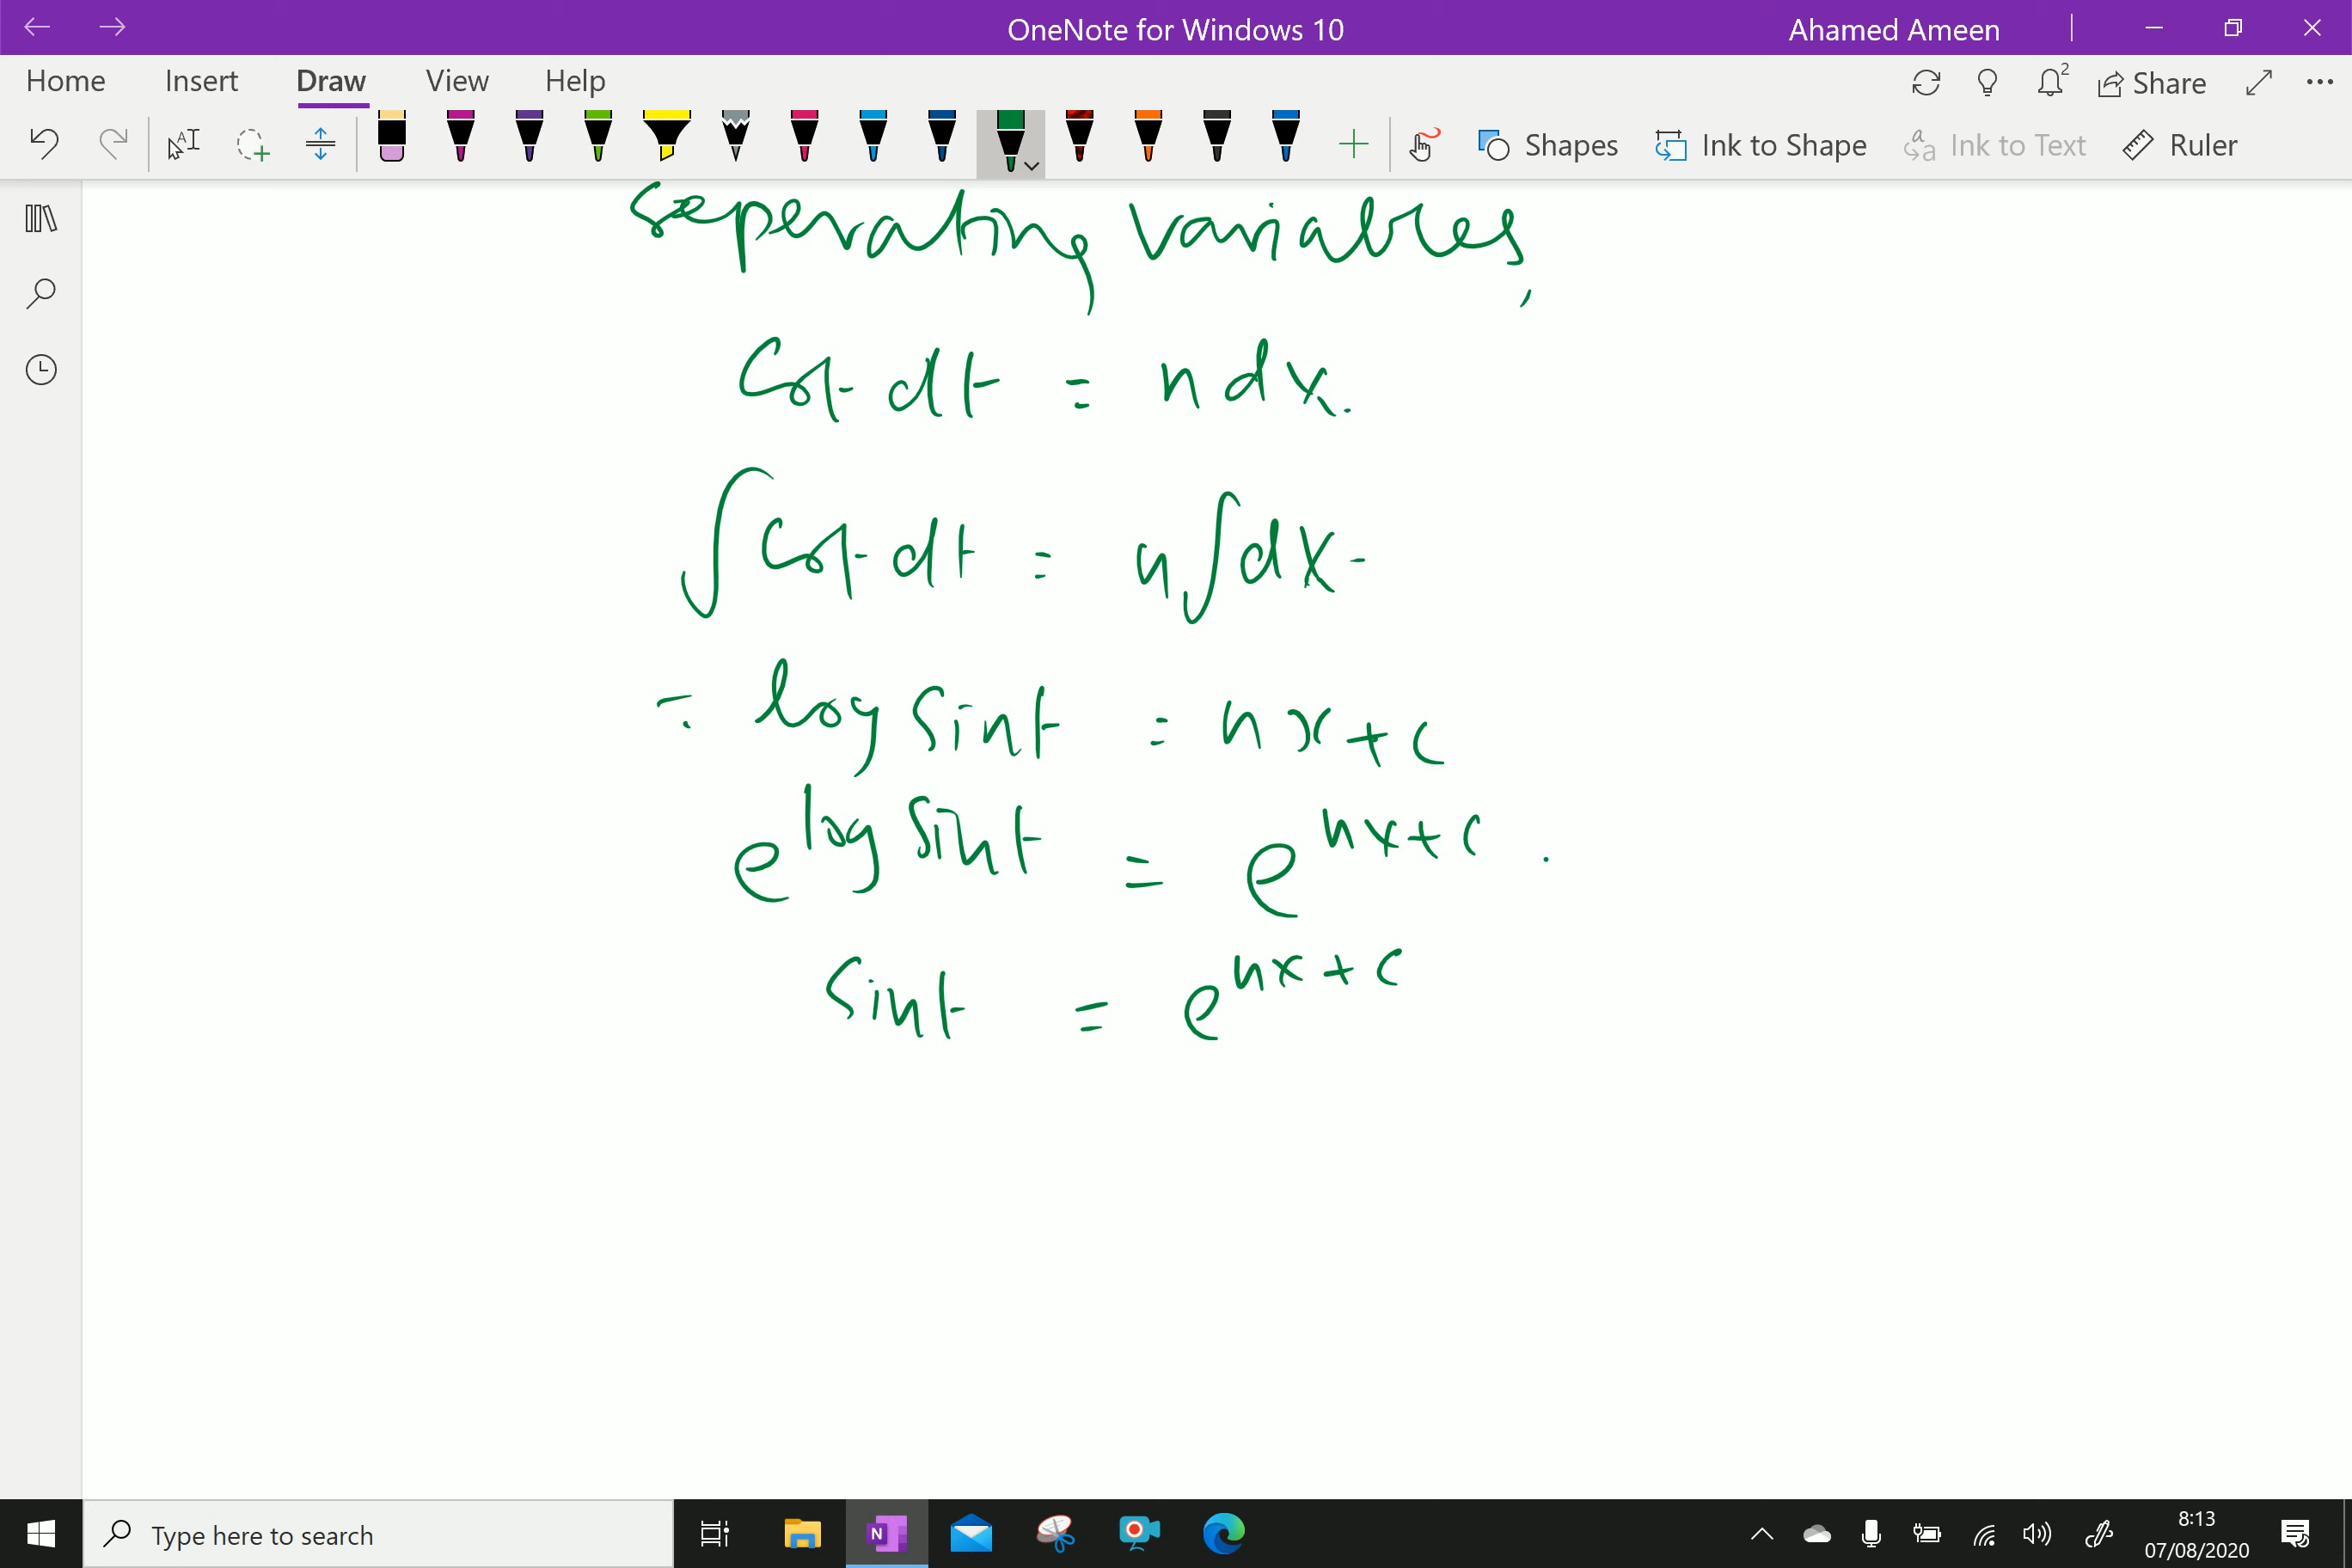 OneNote for Windows 10 Ahamed Ameen
Home Insert Draw View Help 2 Share
Shapes Ink to Shape Ink to Text Ruler
Seperating variables,
Cot dt = n dx.
∫ Cot dt = n∫dx.
= log sint = nx + c
e^{log sint} = e^{nx+c} .
sint = e^{nx+c}
Type here to search
8:13
07/08/2020